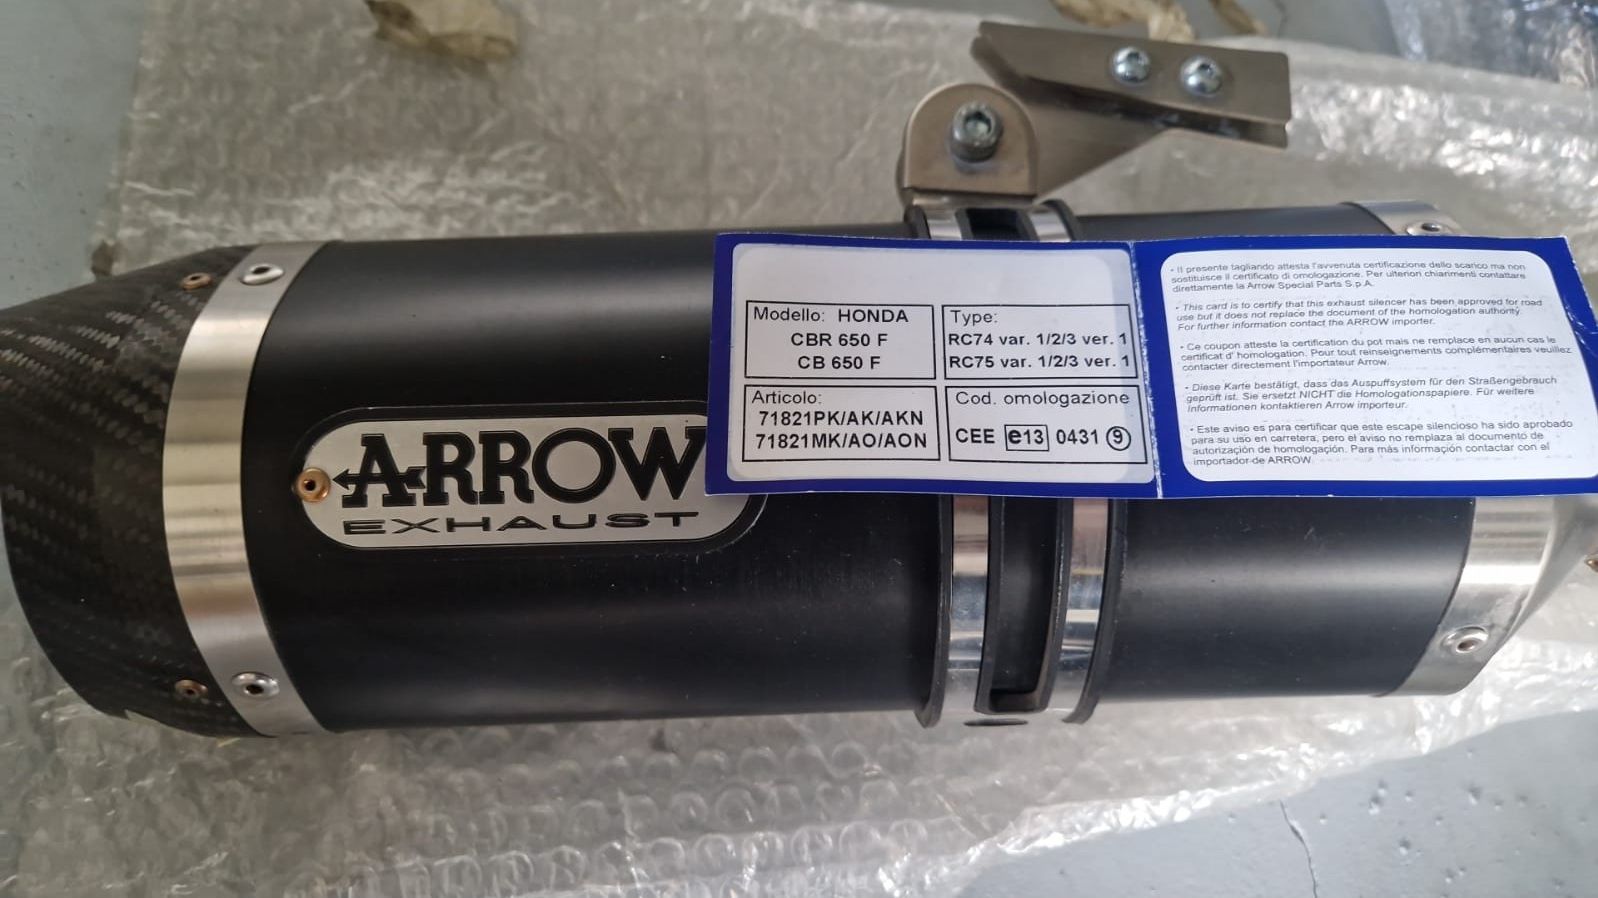 ARROW
EXHAUST
Modello: HONDA
CBR 650 F
CB 650 F
Type:
RC74 var. 1/2/3 ver. 1
RC75 var. 1/2/3 ver. 1
Articolo:
71821PK/AK/AKN
71821MK/AO/AON
Cod. omologazione
CEE e13 0431 9
• Il presente tagliando attesta l'avvenuta certificazione dello scarico ma non
sostituisce il certificato di omologazione. Per ulteriori chiarimenti contattare
direttamente la Arrow Special Parts S.p.A.
• This card is to certify that this exhaust silencer has been approved for road
use but it does not replace the document of the homologation authority.
For further information contact the ARROW importer.
• Ce coupon atteste la certification du pot mais ne remplace en aucun cas le
certificat d' homologation. Pour tout reinseignements complémentaires veuillez
contacter directement l'importateur Arrow.
• Diese Karte bestätigt, dass das Auspuffsystem für den Straßengebrauch
geprüft ist. Sie ersetzt NICHT die Homologationspapiere. Für weitere
Informationen kontaktieren Arrow importeur.
• Este aviso es para certificar que este escape silencioso ha sido aprobado
para su uso en carretera, pero el aviso no remplaza al documento de
autorización de homologación. Para más información contactar con el
importador de ARROW.